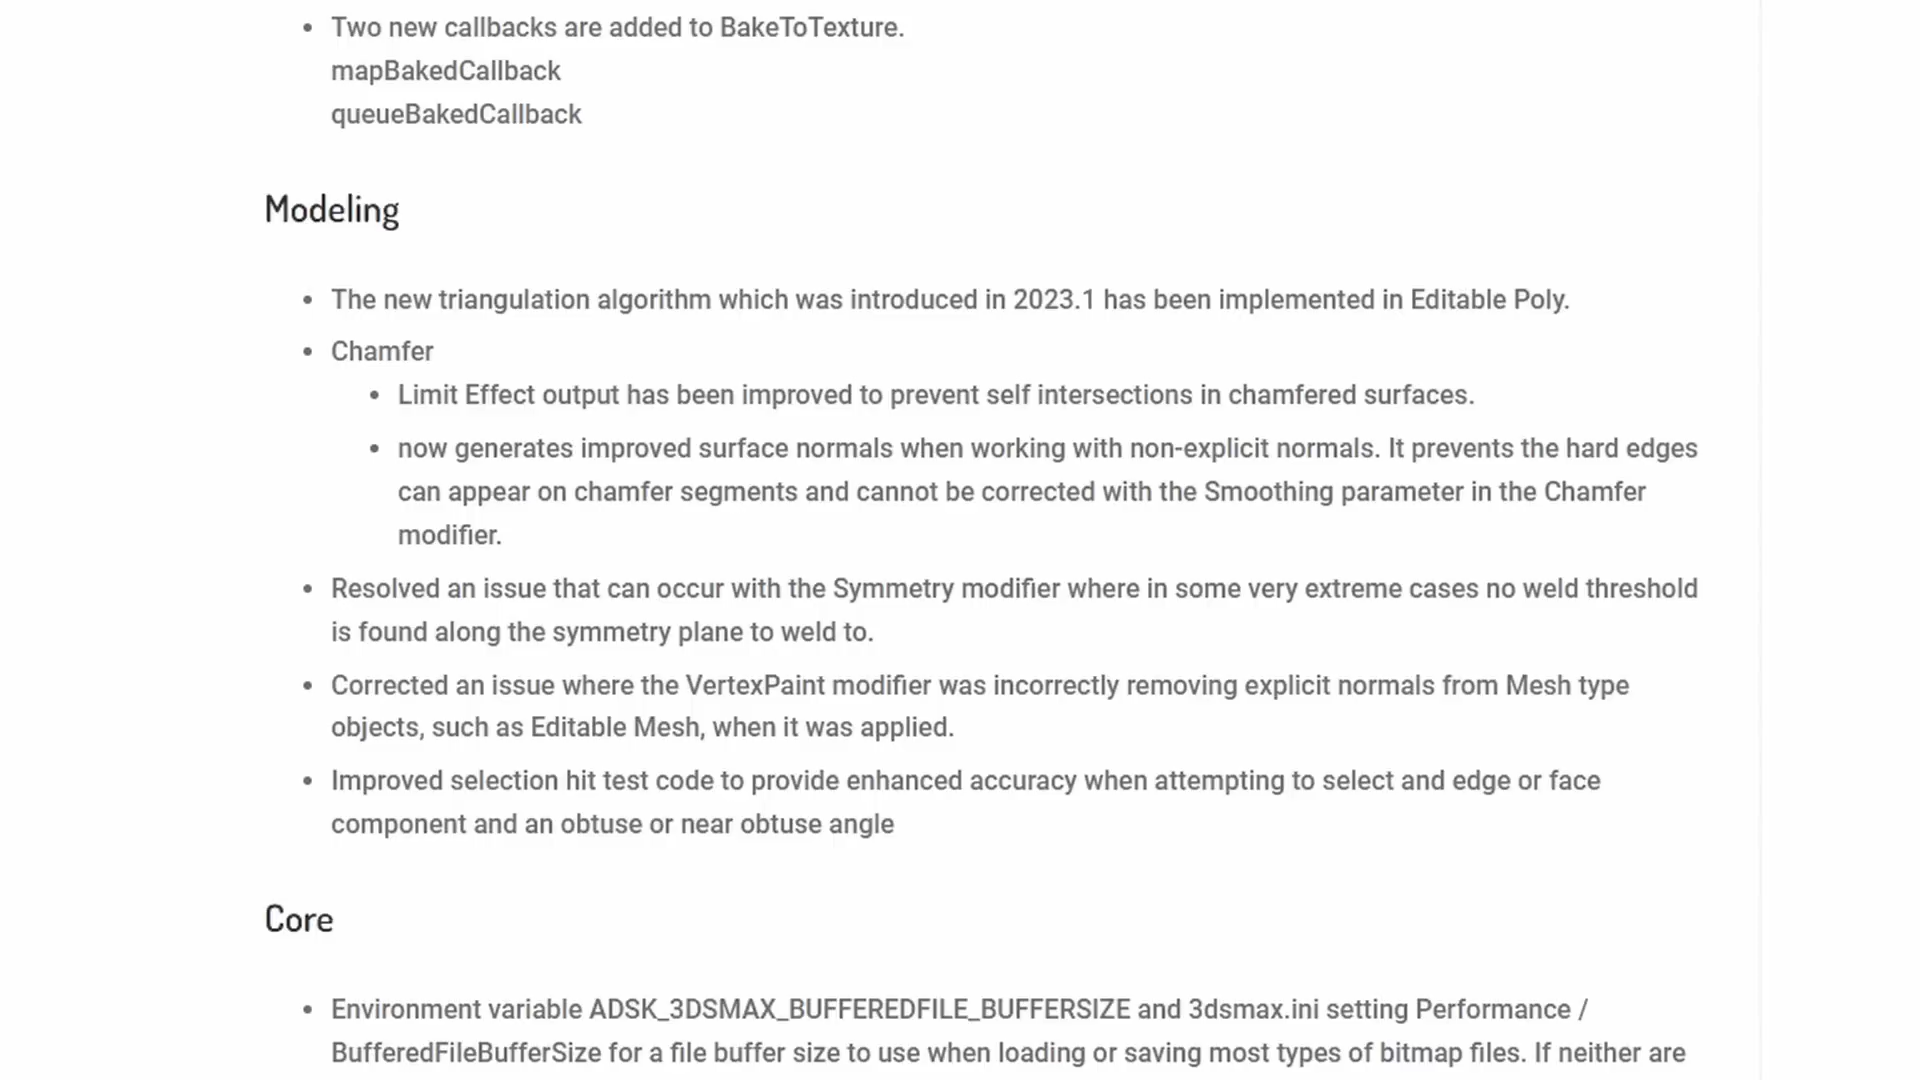 Two new callbacks are added to BakeToTexture.
mapBakedCallback
queueBakedCallback
Modeling
The new triangulation algorithm which was introduced in 2023.1 has been implemented in Editable Poly.
Chamfer
Limit Effect output has been improved to prevent self intersections in chamfered surfaces.
now generates improved surface normals when working with non-explicit normals. It prevents the hard edges
can appear on chamfer segments and cannot be corrected with the Smoothing parameter in the Chamfer
modifier.
Resolved an issue that can occur with the Symmetry modifier where in some very extreme cases no weld threshold
is found along the symmetry plane to weld to.
Corrected an issue where the VertexPaint modifier was incorrectly removing explicit normals from Mesh type
objects, such as Editable Mesh, when it was applied.
Improved selection hit test code to provide enhanced accuracy when attempting to select and edge or face
component and an obtuse or near obtuse angle
Core
Environment variable ADSK_3DSMAX_BUFFEREDFILE_BUFFERSIZE and 3dsmax.ini setting Performance /
BufferedFileBufferSize for a file buffer size to use when loading or saving most types of bitmap files. If neither are